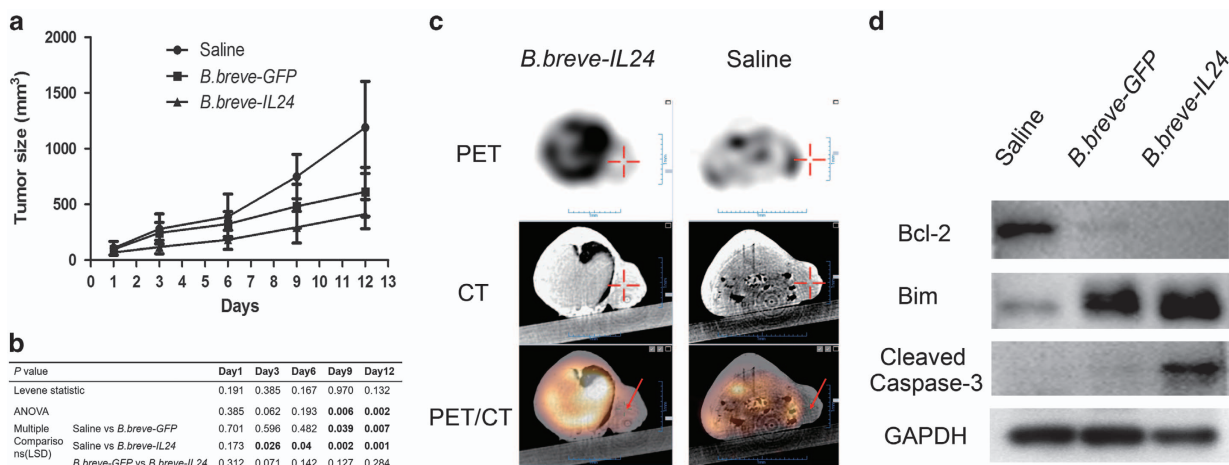 a
2000
1500
1000
500
0
Tumor size (mm³)
Saline
B.breve-GFP
B.breve-IL24
0 1 2 3 4 5 6 7 8 9 10 11 12 13
Days
b
P value Day1 Day3 Day6 Day9 Day12
Levene statistic 0.191 0.385 0.167 0.970 0.132
ANOVA 0.385 0.062 0.193 0.006 0.002
Multiple Saline vs B.breve-GFP 0.701 0.596 0.482 0.039 0.007
Compariso Saline vs B.breve-IL24 0.173 0.026 0.04 0.002 0.001
ns(LSD)
B.breve-GFP vs B.breve-IL24 0.312 0.071 0.142 0.127 0.284
c
B.breve-IL24 Saline
PET
CT
PET/CT
d
Saline
B.breve-GFP
B.breve-IL24
Bcl-2
Bim
Cleaved
Caspase-3
GAPDH